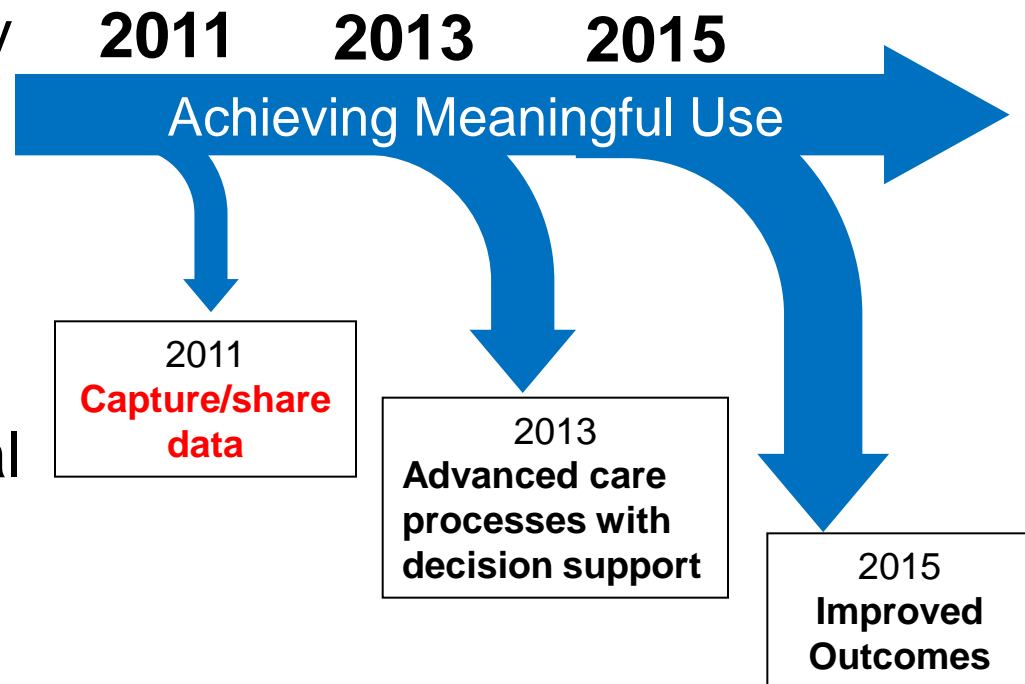 2011 2013 2015
Achieving Meaningful Use
2011
Capture/share
data
2013
Advanced care
processes with
decision support
2015
Improved
Outcomes